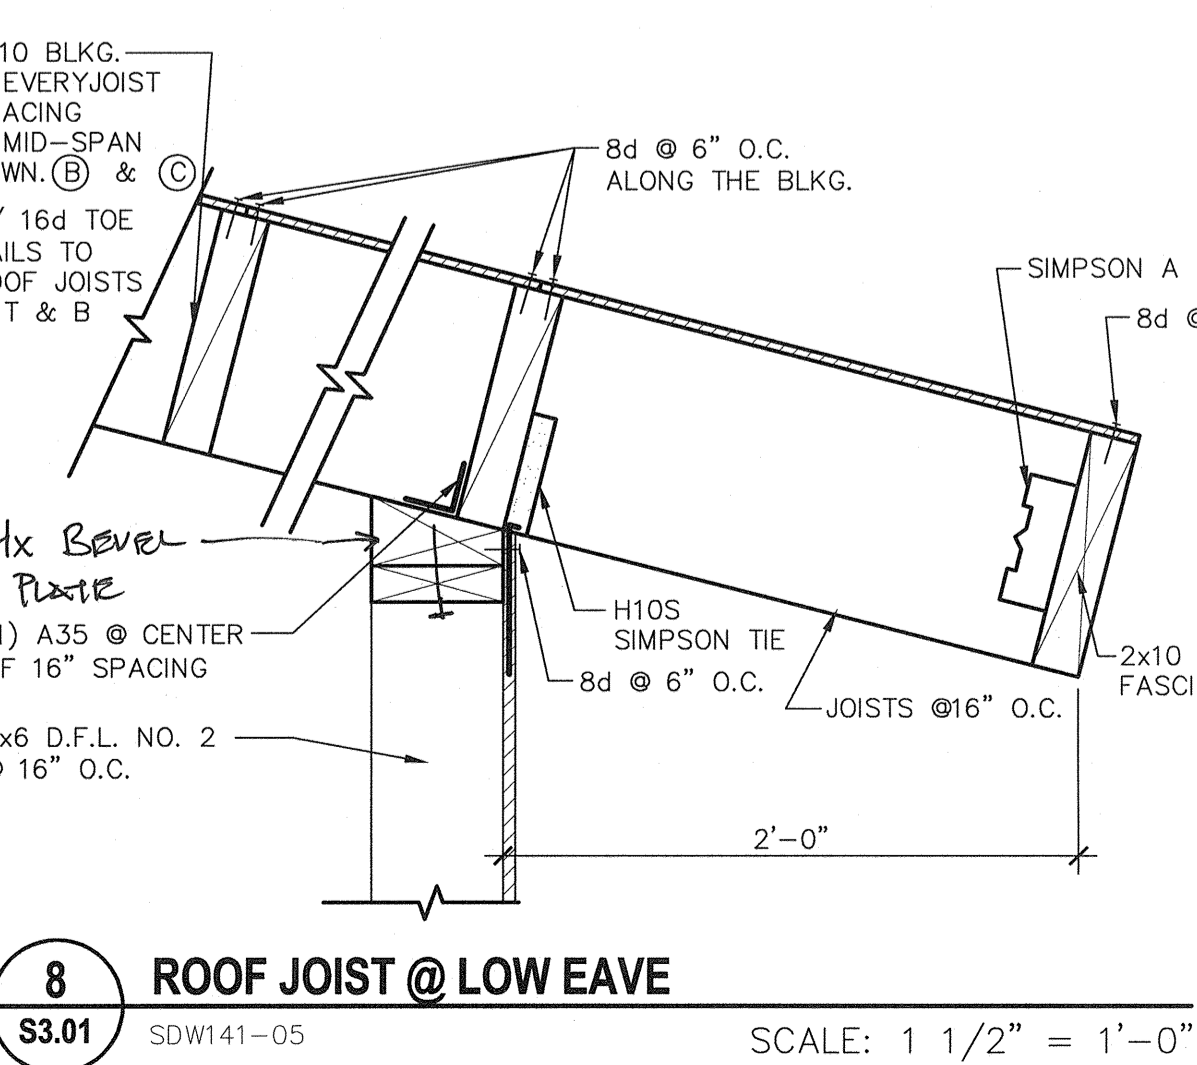 10 BLKG.
EVERYJOIST
ACING
MID-SPAN
WN. B & C
/ 16d TOE
AILS TO
OOF JOISTS
T & B
8d @ 6" O.C.
ALONG THE BLKG.
SIMPSON A
8d @
4x BEVEL
PLATE
1) A35 @ CENTER
F 16" SPACING
x6 D.F.L. NO. 2
@ 16" O.C.
H10S
SIMPSON TIE
8d @ 6" O.C.
JOISTS @16" O.C.
2x10
FASCI
2'-0"
8
S3.01
ROOF JOIST @ LOW EAVE
SDW141-05
SCALE: 1 1/2" = 1'-0"